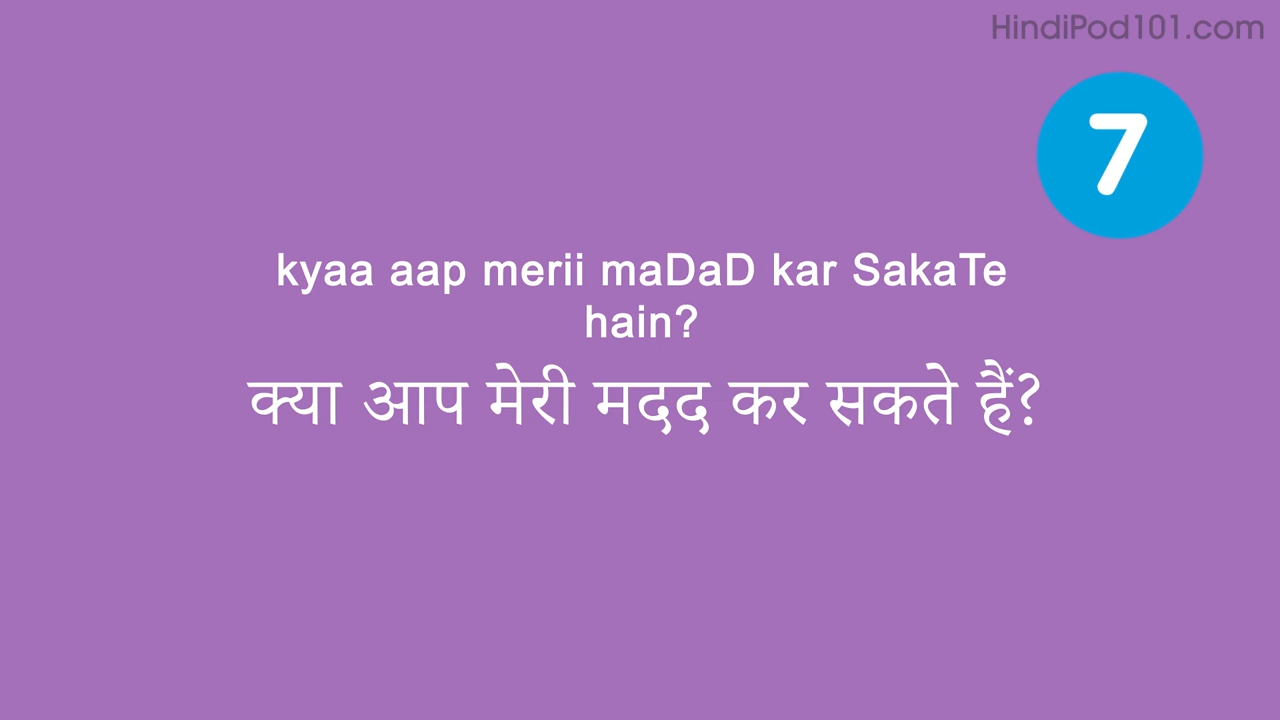 HindiPod101.com
7
kyaa aap merii maDaD kar SakaTe
hain?
क्या आप मेरी मदद कर सकते हैं?